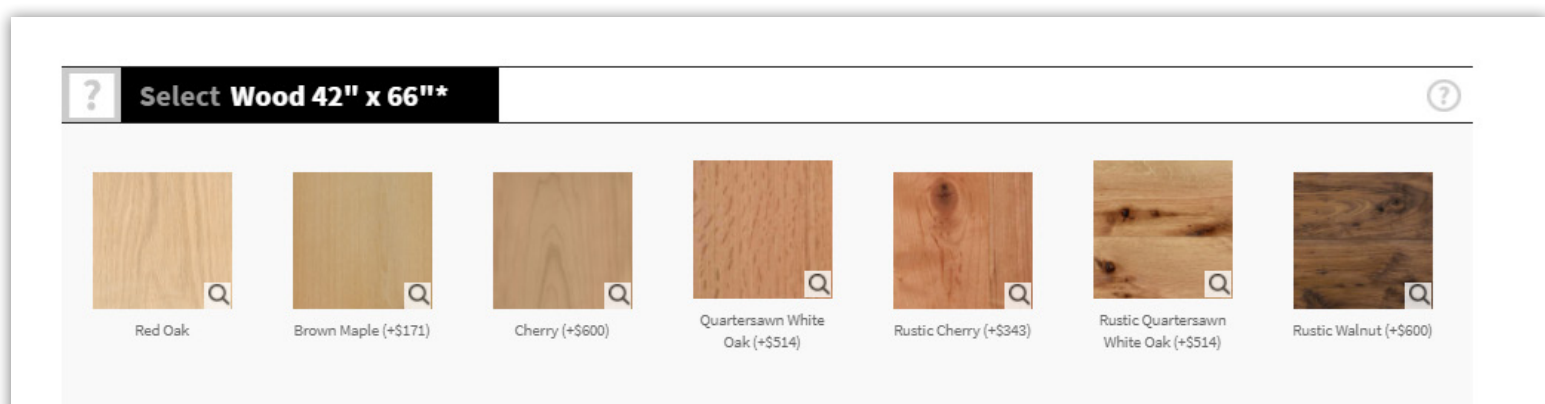 ? Select Wood 42" x 66"* ?
Red Oak
Brown Maple (+$171)
Cherry (+$600)
Quartersawn White
Oak (+$514)
Rustic Cherry (+$343)
Rustic Quartersawn
White Oak (+$514)
Rustic Walnut (+$600)